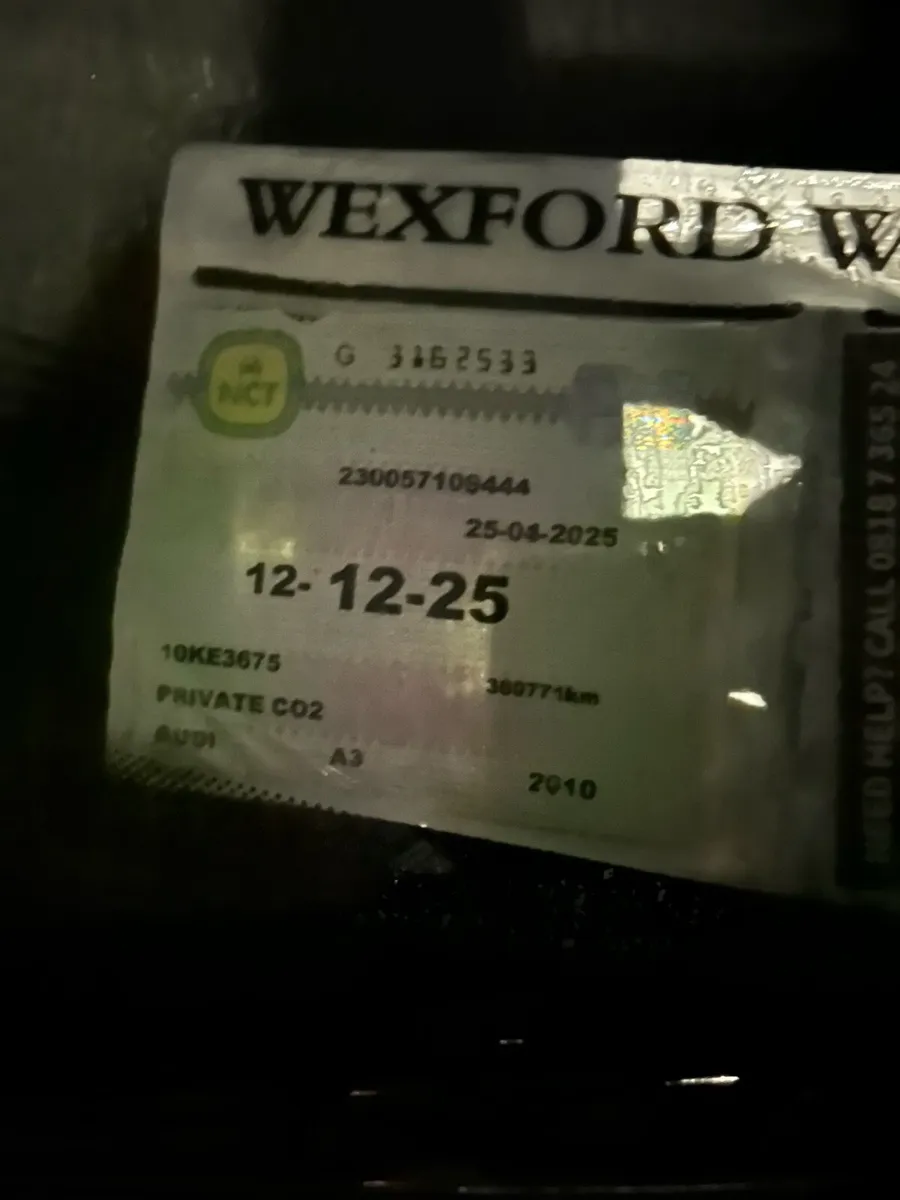 WEXFORD W
NCT
G 3162533
230057109444
25-04-2025
12- 12-25
10KE3675
360771km
PRIVATE CO2
AUDI A3 2010
NEED HELP? CALL 0818 7 365 24